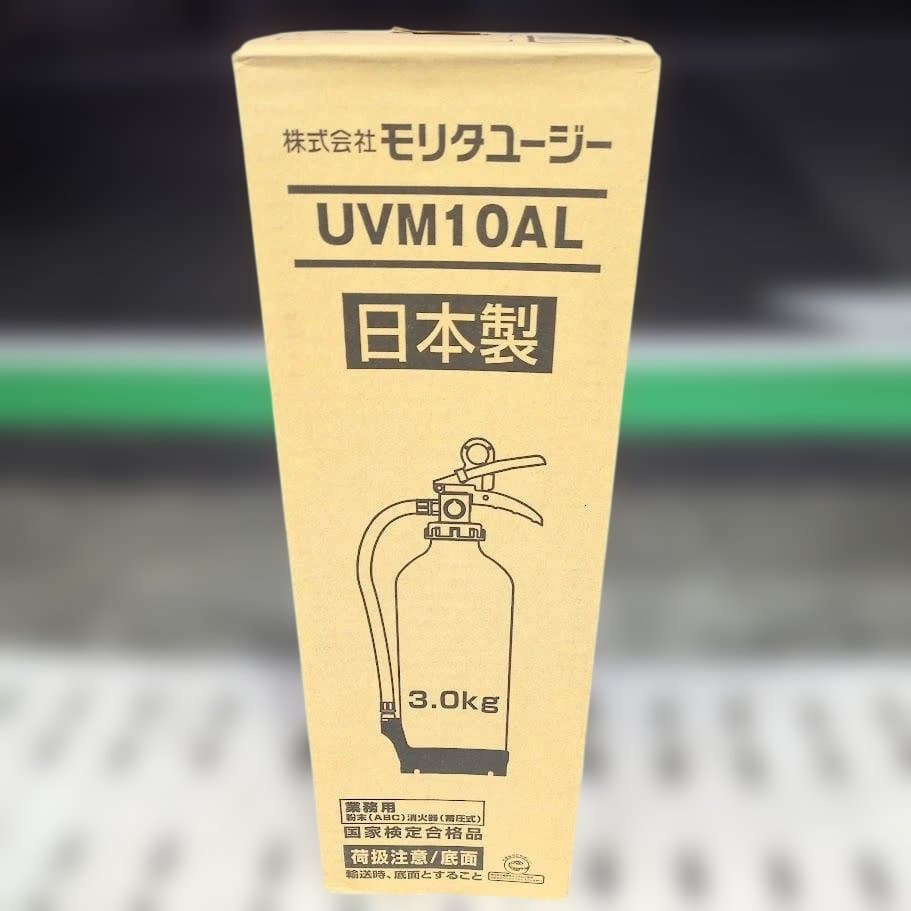 株式会社モリタユージー
UVM10AL
日本製
3.0kg
業務用
粉末(ABC)消火器(蓄圧式)
国家検定合格品
荷扱注意/底面
輸送時、底面とすること